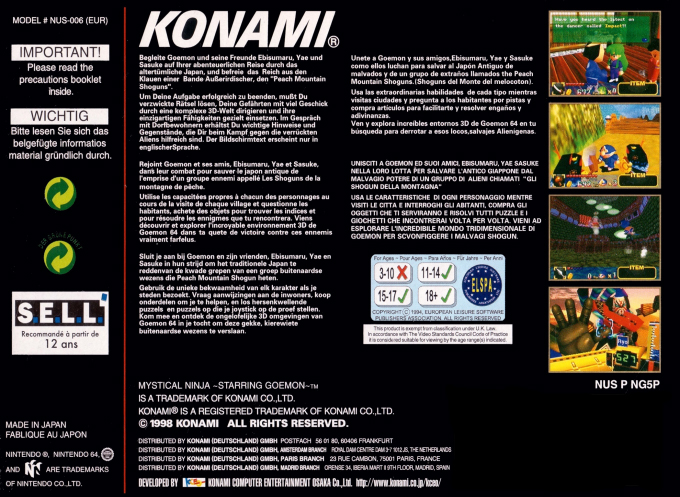 MODEL # NUS-006 (EUR)
IMPORTANT!
Please read the
precautions booklet
inside.
WICHTIG
Bitte lesen Sie sich das
belgefügte informatios
material gründlich durch.
S.E.L.L.
Recommandé à partir de
12 ans
MADE IN JAPAN
FABLIQUE AU JAPON
NINTENDO ®, NINTENDO 64,
AND ARE TRADEMARKS
OF NINTENDO CO.,LTD.
KONAMI®
Begleite Goemon und seine Freunde Ebisumaru, Yae und
Sasuke auf Ihrer abenteuerlichen Reise durch das
altertümliche Japan, und befreie das Reich aus den
Klauen einer Bande Außerirdischer, den "Peach Mountain
Shoguns".
Um Deine Aufgabe erfolgreich zu beenden, mußt Du
verzwickte Rätsel lösen, Deine Gefährten mit viel Geschick
durch eine komplexe 3D-Welt dirigieren und ihre
einzigartigen Fähigkeiten gezielt einsetzen. Im Gespräch
mit Dorfbewohnern erhältst Du wichtige Hinweise und
Gegenstände, die Dir beim Kampf gegen die verrückten
Aliens hilfreich sind. Der Bildschirmtext erscheint nur in
englischerSprache.
Rejoint Goemon et ses amis, Ebisumaru, Yae et Sasuke,
dans leur combat pour sauver le japon antique de
l'emprise d'un groupe ennemi appelé Les Shoguns de la
montagne de pêche.
Utilise les capacités propres à chacun des personnages au
cours de la visite de chaque village et questionne les
habitants, achete des objets pour trouver les indices et
pour résoudre les ennigmes que tu rencontrera. Viens
découvrir et explorer l'incroyable environnement 3D de
Goemon 64 dans ta quete de victoire contre ces ennemis
vraiment farfelus.
Sluit je aan bij Goemon en zijn vrienden, Ebisumaru, Yae en
Sasuke in hun strijd om het traditionele Japan te
reddenvan de kwade grepen van een groep buitenaardse
wezens die Peach Mountain Shogun heten.
Gebruik de unieke bekwaamheid van elk karakter als je
steden bezoekt. Vraag aanwijzingen aan de inwoners, koop
onderdelen om je te helpen, en los hersenkwellende
puzzels en puzzels op die je joystick op de proef stellen.
Kom mee en ontdek de ongelofelijke 3D omgevingen van
Goemon 64 in je tocht om deze gekke, kierewiete
buitenaardse wezens te verslaan.
Unete a Goemon y sus amigos,Ebisumaru, Yae y Sasuke
como ellos luchan para salvar al Japón Antiguo de
malvados y de un grupo de extraños llamados the Peach
Mountain Shoguns.(Shoguns del Monte del melocoton).
Usa las extraordinarias habilidades de cada tipo mientras
visitas ciudades y pregunta a los habitantes por pistas y
compra articulos para facilitarte y resolver engaños y
adivinanzas.
Ven y explora increíbles entornos 3D de Goemon 64 en tu
búsqueda para derrotar a esos locos,salvajes Alienigenas.
UNISCITI A GOEMON ED SUOI AMICI, EBISUMARU, YAE SASUKE
NELLA LORO LOTTA PER SALVARE L'ANTICO GIAPPONE DAL
MALVAGIO POTERE DI UN GRUPPO DI ALIENI CHIAMATI "GLI
SHOGUN DELLA MONTAGNA"
USA LE CARATTERISTICHE DI OGNI PERSONAGGIO MENTRE
VISITI LE CITTÀ E INTERROGHI GLI ABITANTI, COMPRA GLI
OGGETTI CHE TI SERVIRANNO E RISOLVI TUTTI PUZZLE E I
GIOCHETTI CHE INCONTRERAI VOLTA PER VOLTA. VIENI AD
ESPLORARE L'INCREDIBILE MONDO TRIDIMENSIONALE DI
GOEMON PER SCVONFIGGERE I MALVAGI SHOGUN.
For Ages ~ Pour Ages ~ Para Años ~ Für Jahre ~ Per Anni
3-10 11-14
15-17 18+
ELSPA
COPYRIGHT © 1994, EUROPEAN LEISURE SOFTWARE
PUBLISHERS ASSOCIATION. ALL RIGHTS RESERVED
This product is exempt from classification under U.K. Law.
In accordance with The Video Standards Council Code of Practice
it is considered suitable for viewing by the age range(s) indicated.
Have you heard the latest on
the dancer called Impact?!
ITEM
ITEM
ITEM
NUS P NG5P
MYSTICAL NINJA ~STARRING GOEMON~TM
IS A TRADEMARK OF KONAMI CO.,LTD.
KONAMI® IS A REGISTERED TRADEMARK OF KONAMI CO.,LTD.
© 1998 KONAMI ALL RIGHTS RESERVED.
DISTRIBUTED BY KONAMI (DEUTSCHLAND) GMBH POSTFACH 56 01 80, 60406 FRANKFURT
DISTRIBUTED BY KONAMI (DEUTSCHLAND) GMBH, AMSTERDAM BRANCH ROYAL DAM CENTRE DAM 3-7 1012 JS, THE NETHERLANDS
DISTRIBUTED BY KONAMI (DEUTSCHLAND) GMBH, PARIS BRANCH 23 RUE CAMBON, 75001 PARIS, FRANCE
DISTRIBUTED BY KONAMI (DEUTSCHLAND) GMBH, MADRID BRANCH ORENSE 34, IBERIA MART II 9TH FLOOR, MADRID, SPAIN
DEVELOPED BY KONAMI COMPUTER ENTERTAINMENT OSAKA Co.,Ltd. http://www.konami.co.jp/kceo/